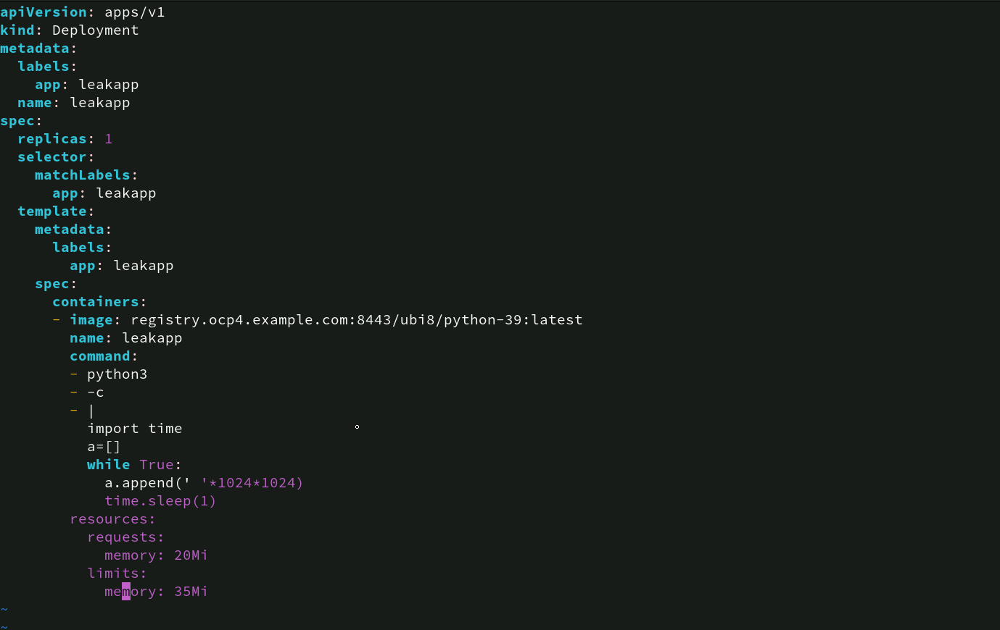 apiVersion: apps/v1
kind: Deployment
metadata:
  labels:
    app: leakapp
  name: leakapp
spec:
  replicas: 1
  selector:
    matchLabels:
      app: leakapp
  template:
    metadata:
      labels:
        app: leakapp
    spec:
      containers:
      - image: registry.ocp4.example.com:8443/ubi8/python-39:latest
        name: leakapp
        command:
        - python3
        - -c
        - |
          import time
          a=[]
          while True:
            a.append(' '*1024*1024)
            time.sleep(1)
        resources:
          requests:
            memory: 20Mi
          limits:
            memory: 35Mi
~
~